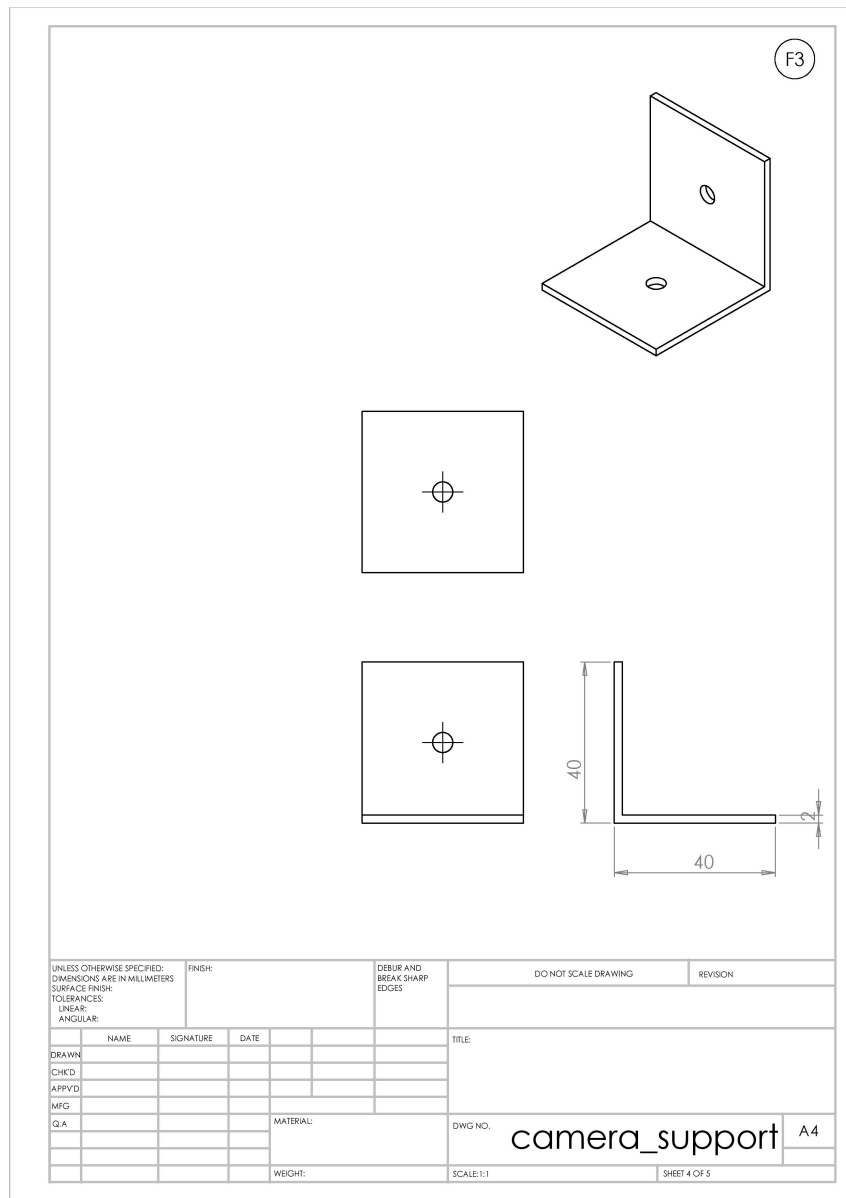 F3
40
2
40
UNLESS OTHERWISE SPECIFIED:
DIMENSIONS ARE IN MILLIMETERS
SURFACE FINISH:
TOLERANCES:
LINEAR:
ANGULAR:
FINISH:
DEBUR AND
BREAK SHARP
EDGES
DO NOT SCALE DRAWING
REVISION
NAME
SIGNATURE
DATE
DRAWN
CHK'D
APPV'D
MFG
Q.A
TITLE:
MATERIAL:
DWG NO.
camera_support
A4
WEIGHT:
SCALE:1:1
SHEET 4 OF 5